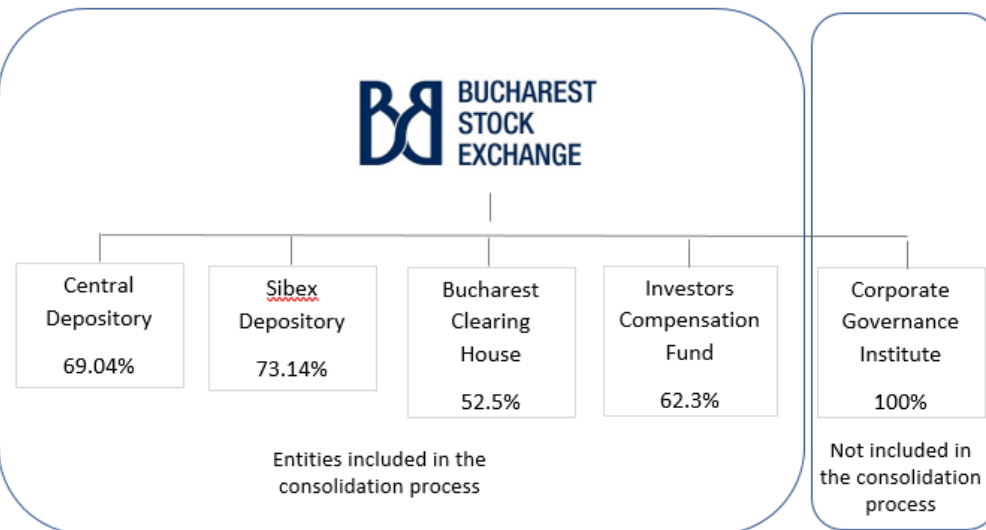 BUCHAREST
STOCK
EXCHANGE
Central
Depository
69.04%
Sibex
Depository
73.14%
Bucharest
Clearing
House
52.5%
Investors
Compensation
Fund
62.3%
Corporate
Governance
Institute
100%
Entities included in the
consolidation process
Not included in
the consolidation
process